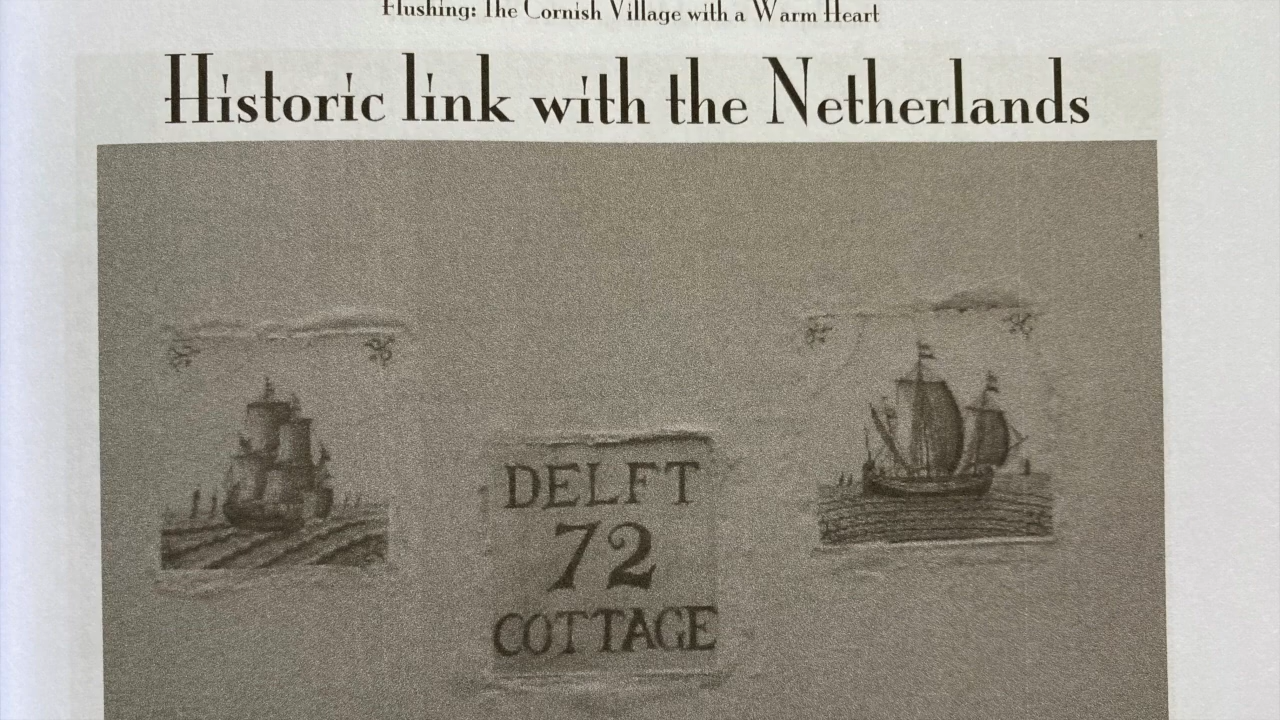 Flushing: The Cornish Village with a Warm Heart
Historic link with the Netherlands
DELFT
72
COTTAGE